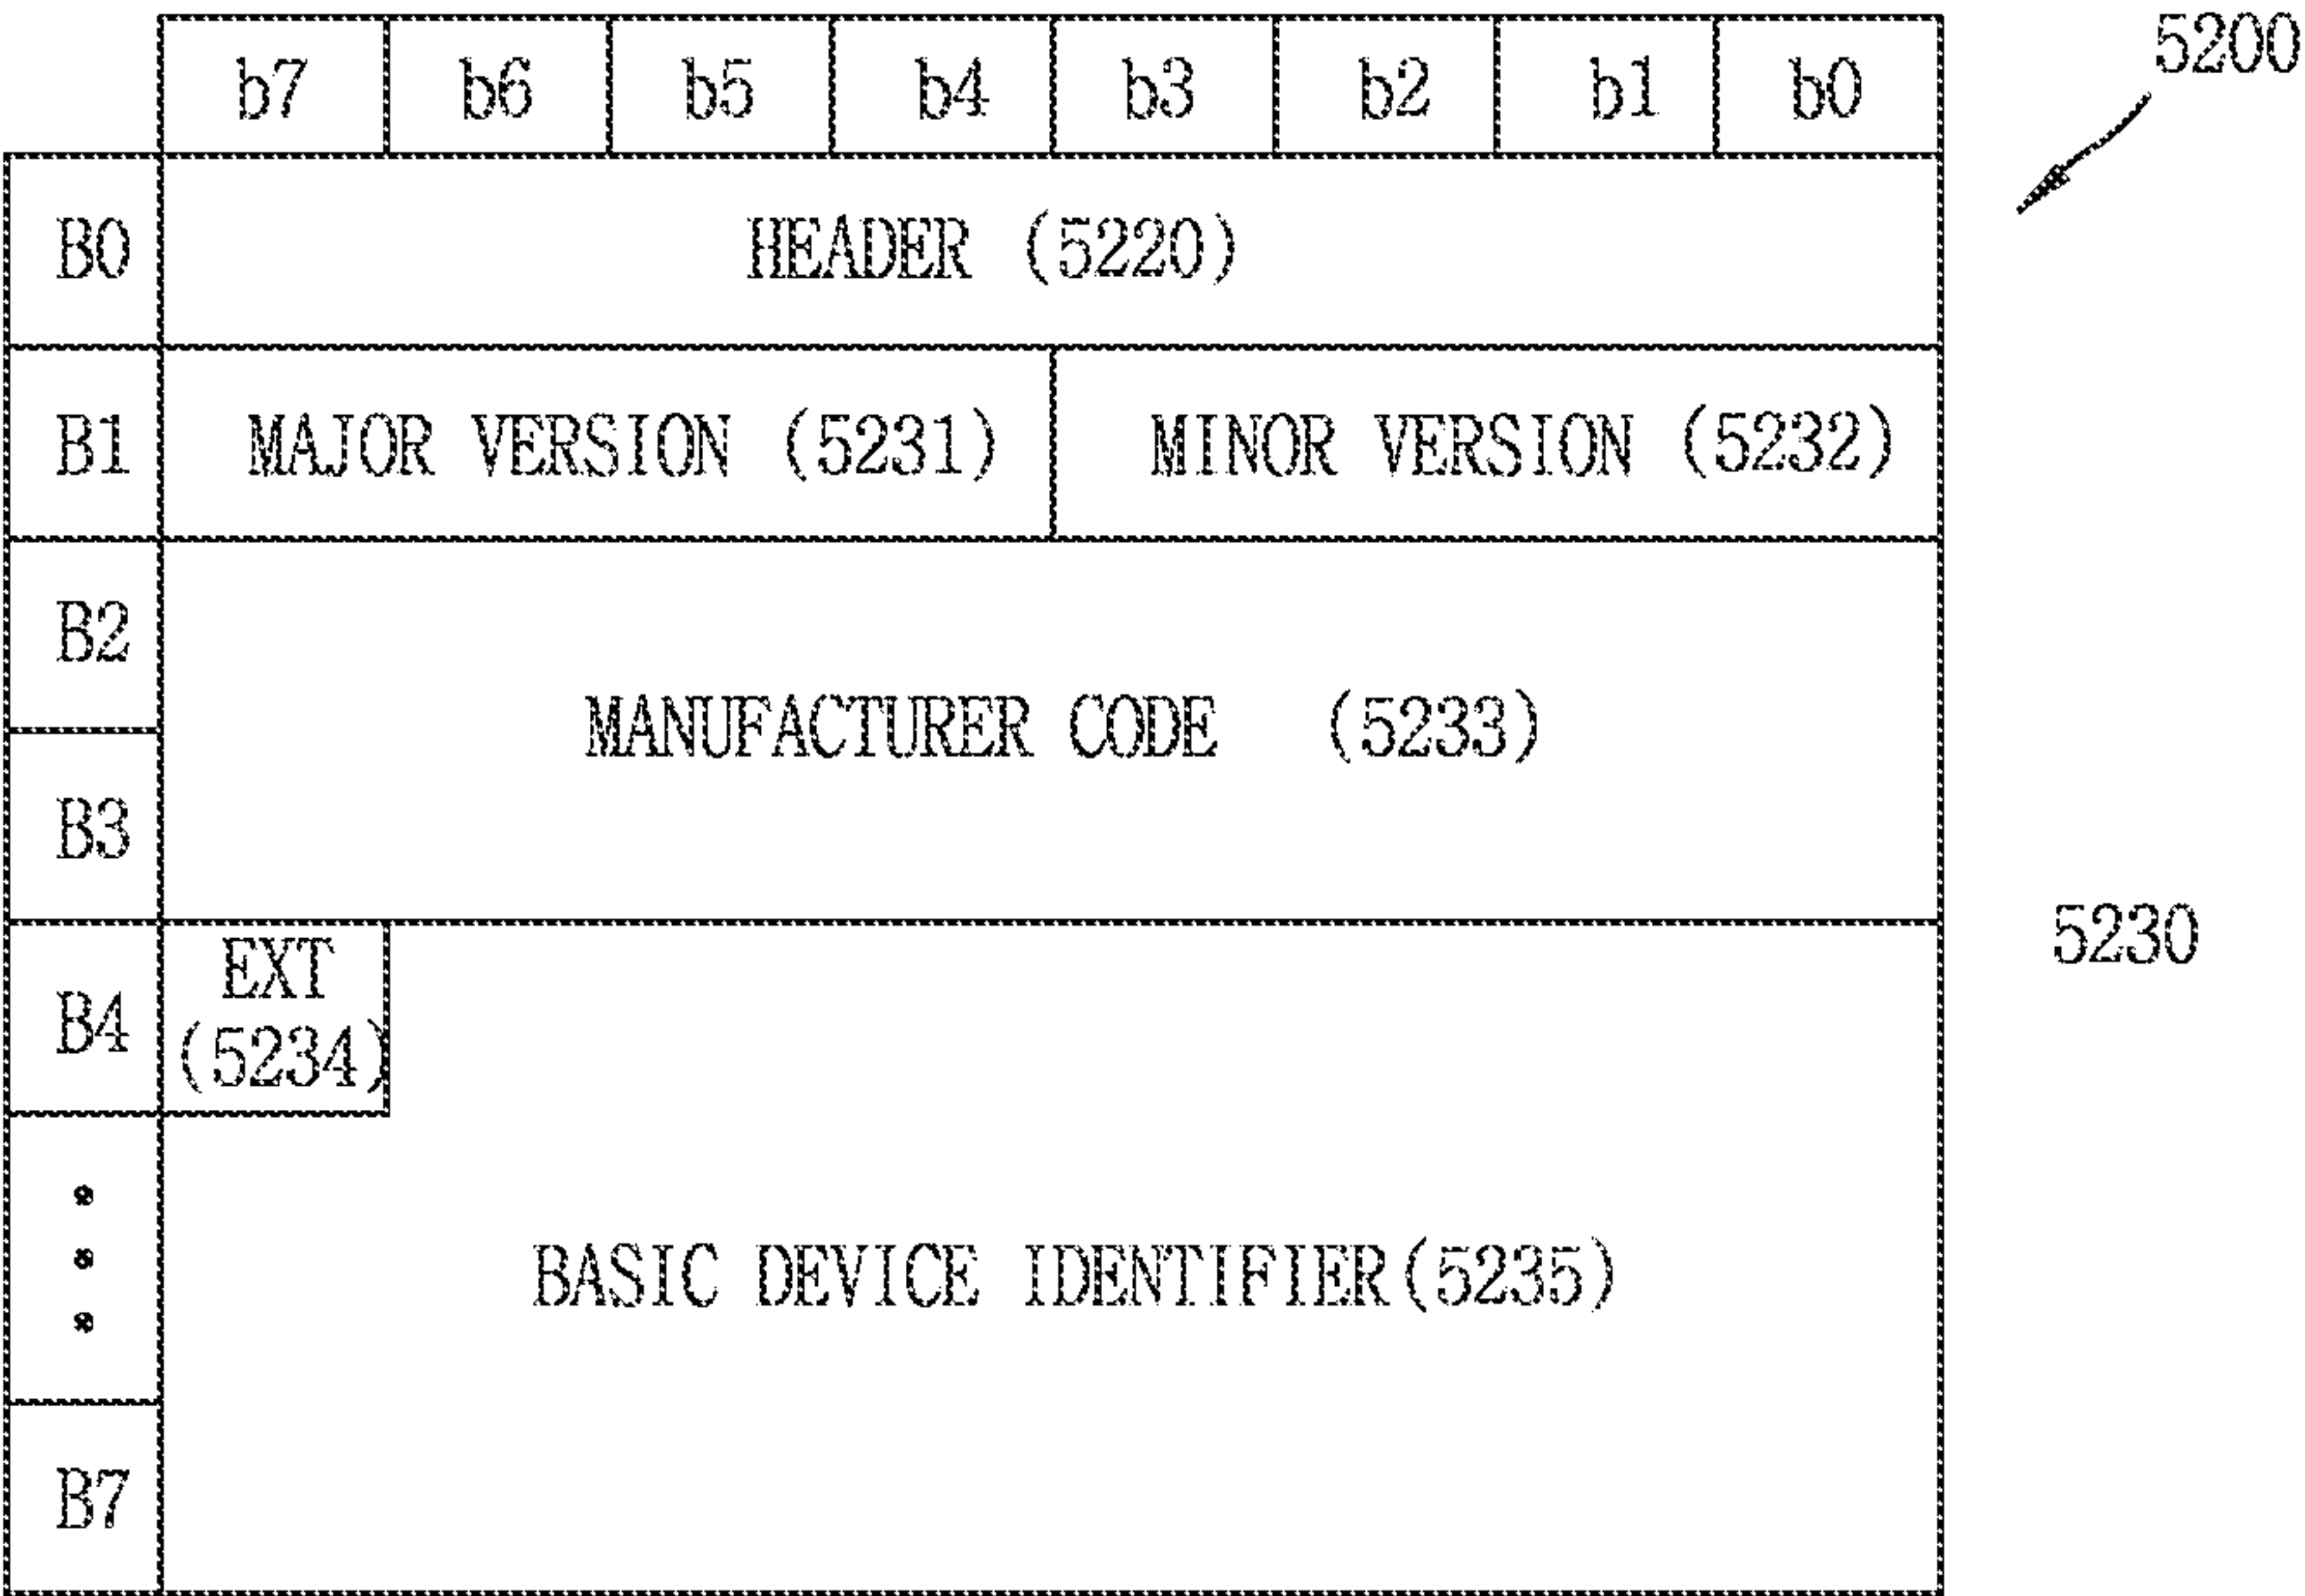 b7 b6 b5 b4 b3 b2 b1 b0
5200
B0 HEADER (5220)
B1 MAJOR VERSION (5231) MINOR VERSION (5232)
B2
MANUFACTURER CODE (5233)
B3
5230
B4 EXT
(5234)
BASIC DEVICE IDENTIFIER(5235)
B7